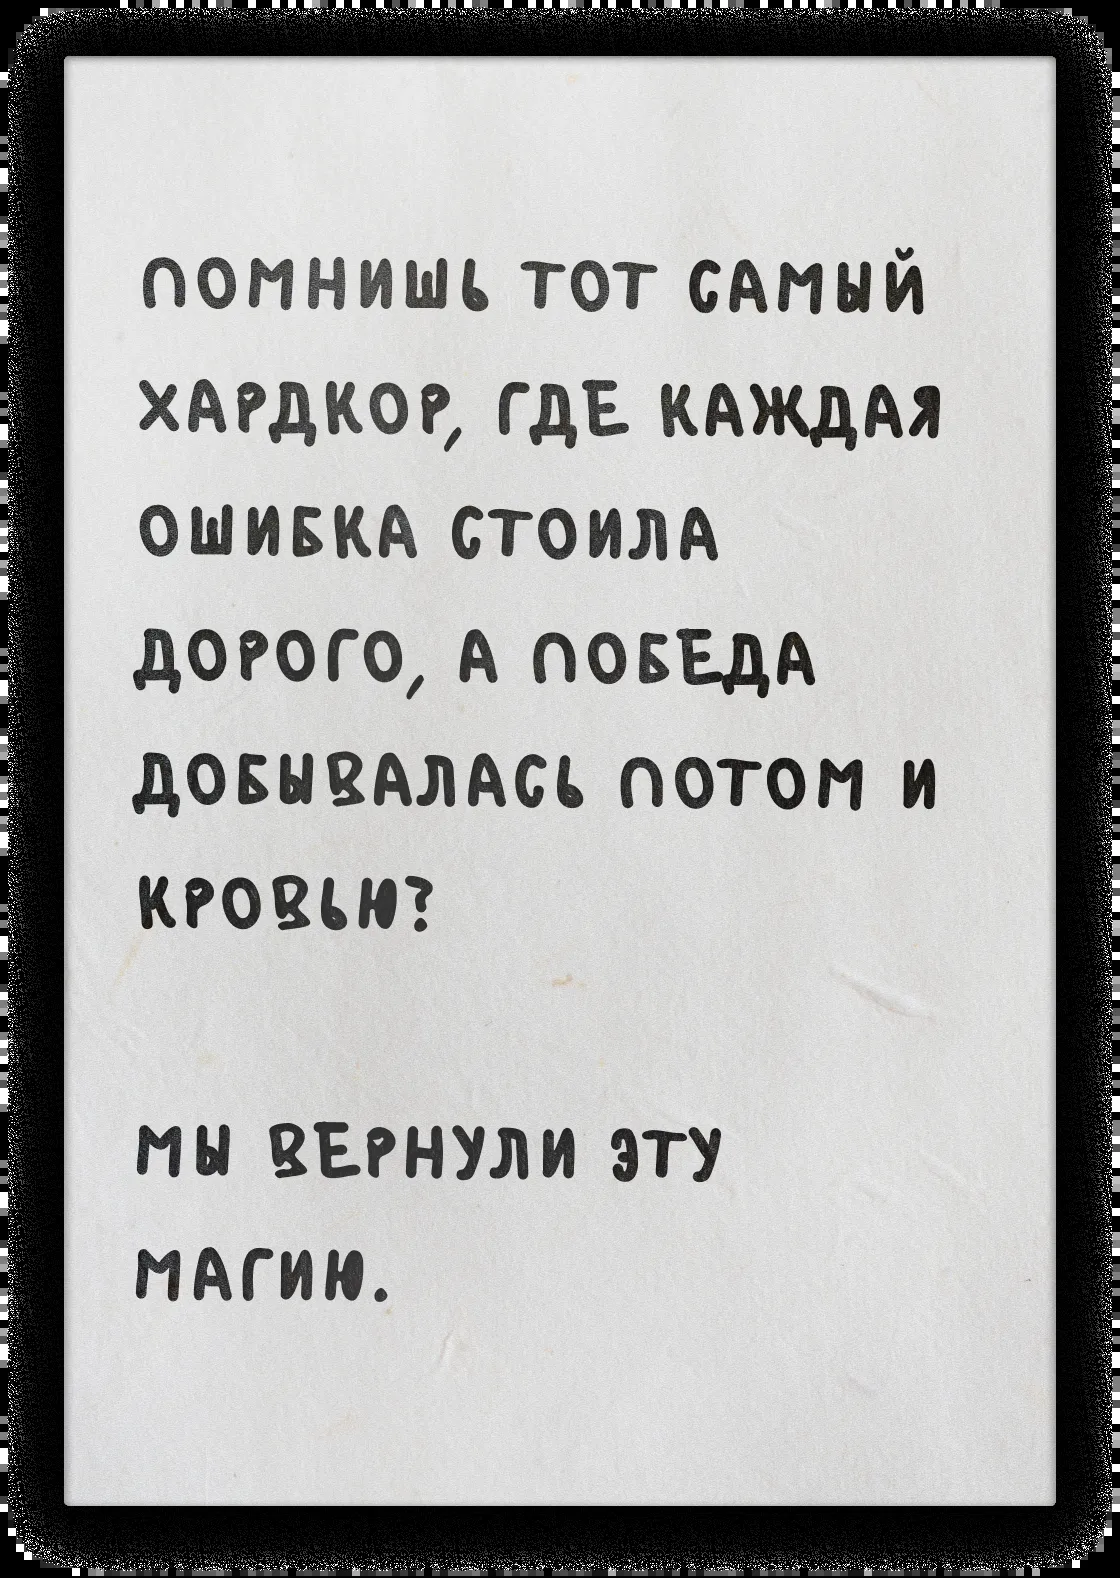 ПОМНИШЬ ТОТ САМЫЙ
ХАРДКОР, ГДЕ КАЖДАЯ
ОШИБКА СТОИЛА
ДОРОГО, А ПОБЕДА
ДОБЫВАЛАСЬ ПОТОМ И
КРОВЬЮ?
МЫ ВЕРНУЛИ ЭТУ
МАГИЮ.